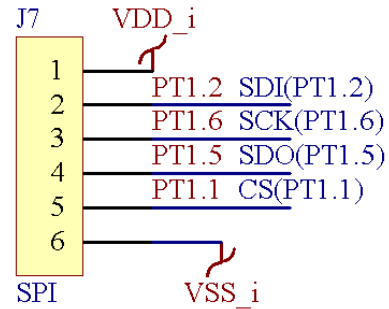 J7 VDD_i
1
2 PT1.2 SDI(PT1.2)
3 PT1.6 SCK(PT1.6)
4 PT1.5 SDO(PT1.5)
5 PT1.1 CS(PT1.1)
6
SPI VSS_i